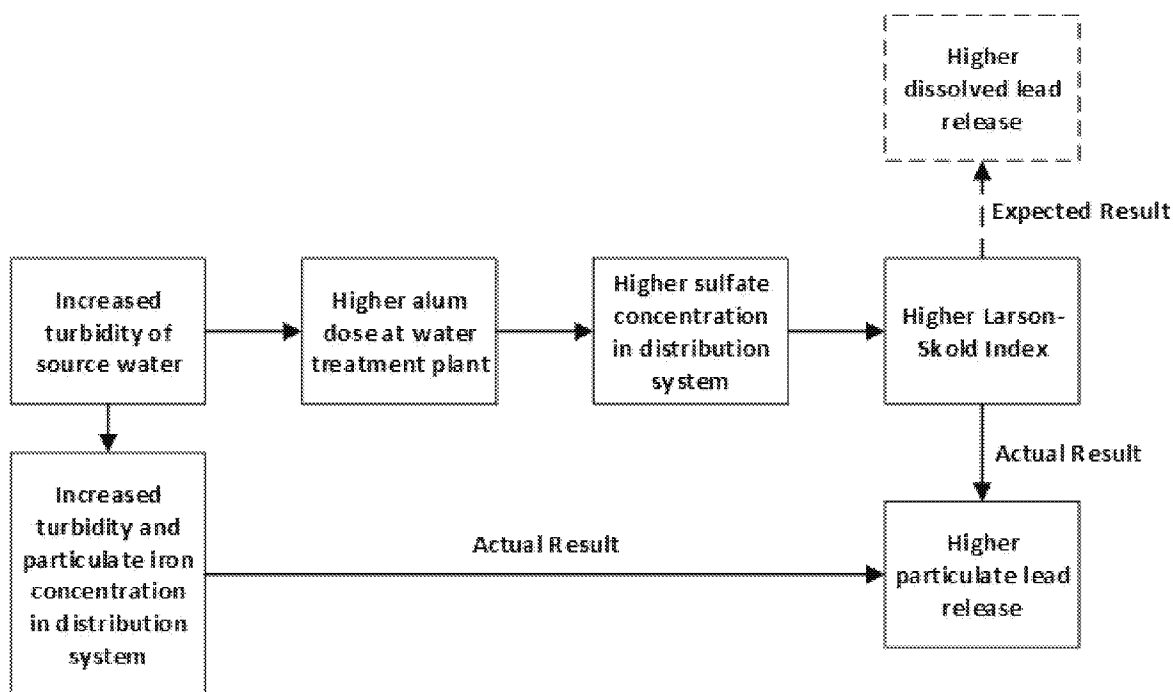 Higher
dissolved lead
release
Expected Result
Increased
turbidity of
source water
Higher alum
dose at water
treatment plant
Higher sulfate
concentration
in distribution
system
Higher Larson-
Skold Index
Actual Result
Increased
turbidity and
particulate iron
concentration
in distribution
system
Actual Result
Higher
particulate lead
release